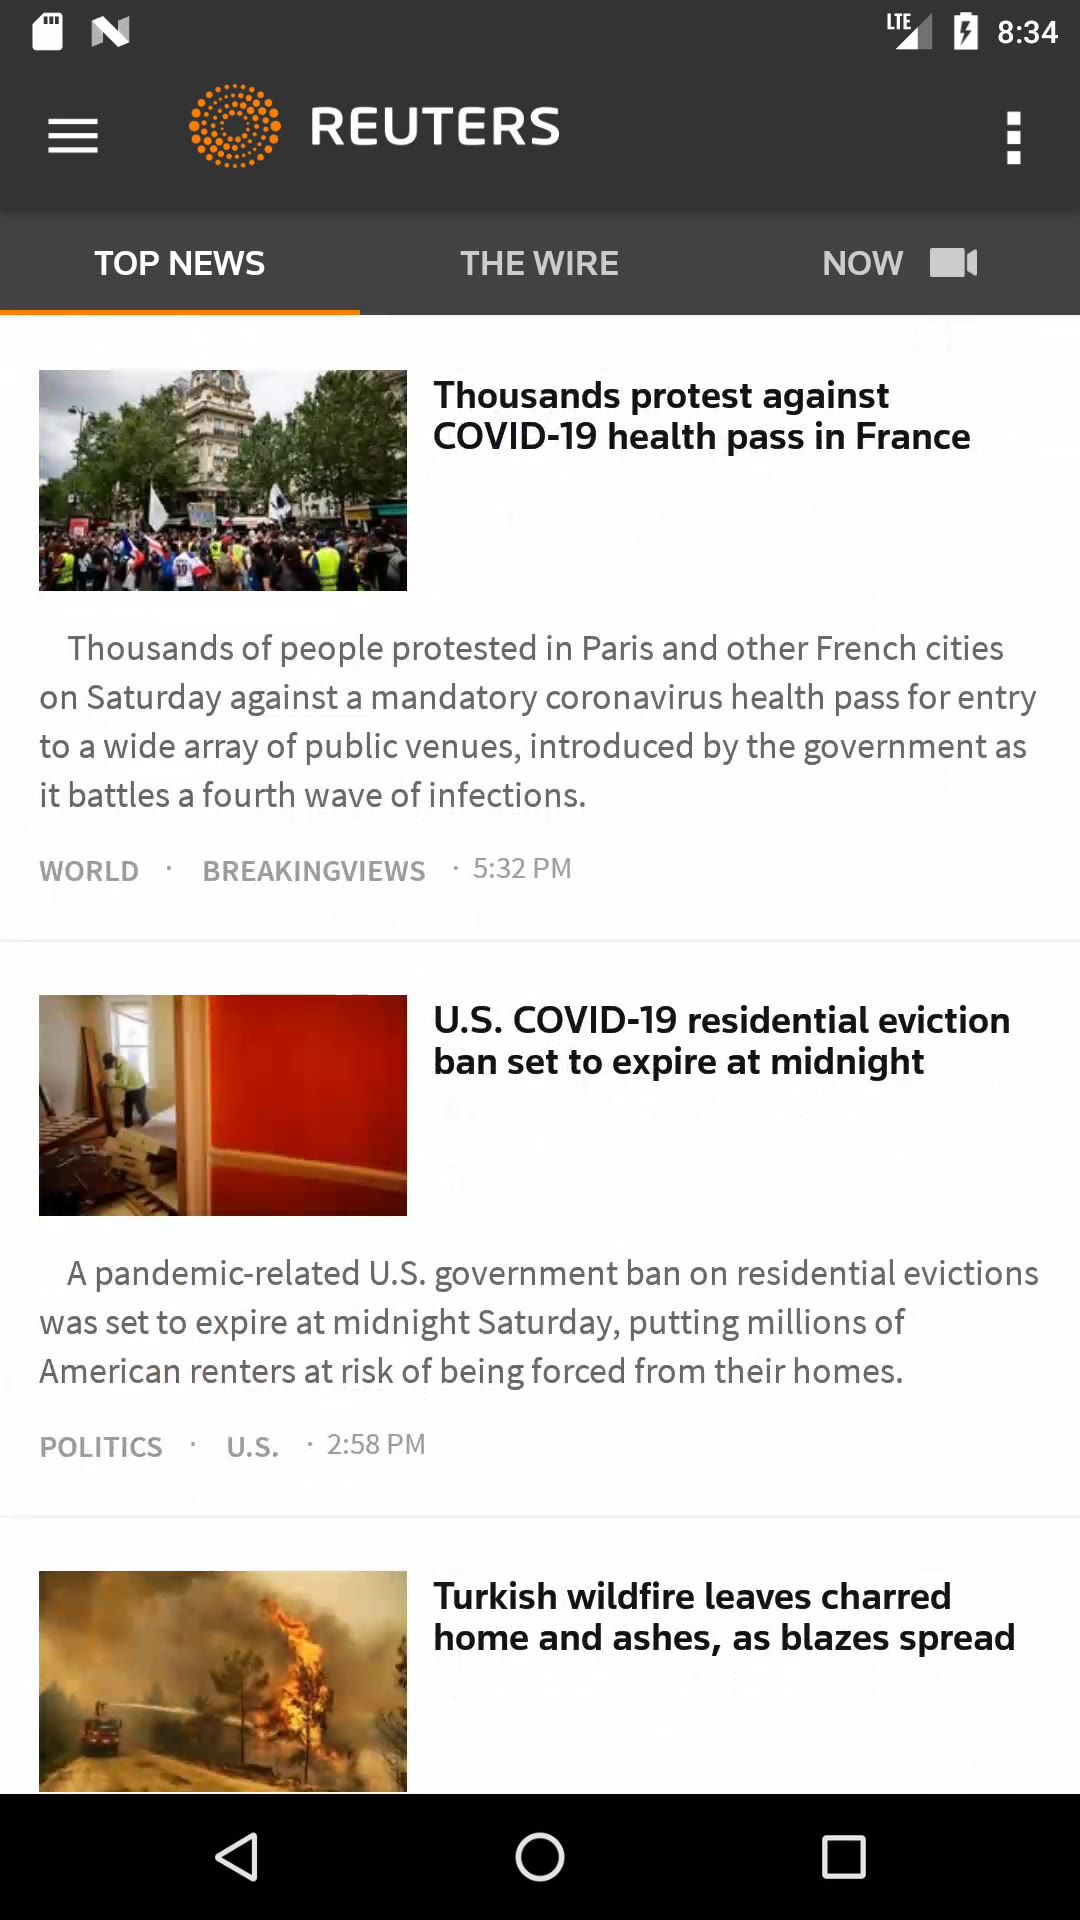 LTE 8:34
REUTERS
TOP NEWS THE WIRE NOW
Thousands protest against
COVID-19 health pass in France
Thousands of people protested in Paris and other French cities
on Saturday against a mandatory coronavirus health pass for entry
to a wide array of public venues, introduced by the government as
it battles a fourth wave of infections.
WORLD · BREAKINGVIEWS · 5:32 PM
U.S. COVID-19 residential eviction
ban set to expire at midnight
A pandemic-related U.S. government ban on residential evictions
was set to expire at midnight Saturday, putting millions of
American renters at risk of being forced from their homes.
POLITICS · U.S. · 2:58 PM
Turkish wildfire leaves charred
home and ashes, as blazes spread